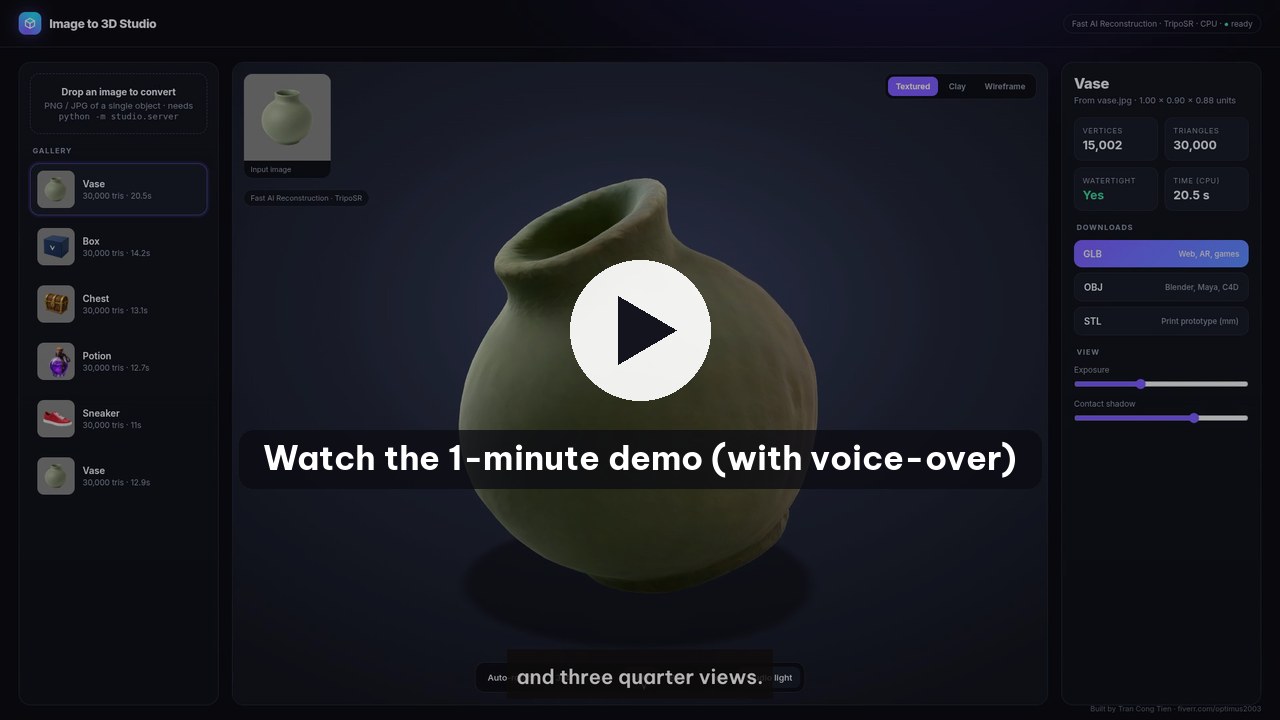 Image to 3D Studio
Fast AI Reconstruction · TripoSR · CPU · ● ready
Drop an image to convert
PNG / JPG of a single object · needs
python -m studio.server
GALLERY
Vase
30,000 tris · 20.5s
Box
30,000 tris · 14.2s
Chest
30,000 tris · 13.1s
Potion
30,000 tris · 12.7s
Sneaker
30,000 tris · 11s
Vase
30,000 tris · 12.9s
Input image
Fast AI Reconstruction · TripoSR
Textured Clay Wireframe
Watch the 1-minute demo (with voice-over)
Auto-
and three quarter views.
light
Vase
From vase.jpg · 1.00 × 0.90 × 0.88 units
VERTICES
15,002
TRIANGLES
30,000
WATERTIGHT
Yes
TIME (CPU)
20.5 s
DOWNLOADS
GLB Web, AR, games
OBJ Blender, Maya, C4D
STL Print prototype (mm)
VIEW
Exposure
Contact shadow
Built by Tran Cong Tien · fiverr.com/optimus2003